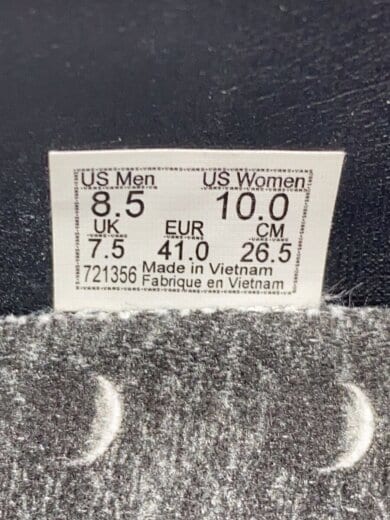 US Men US Women
8.5 10.0
UK EUR CM
7.5 41.0 26.5
721356 Made in Vietnam
Fabrique en Vietnam